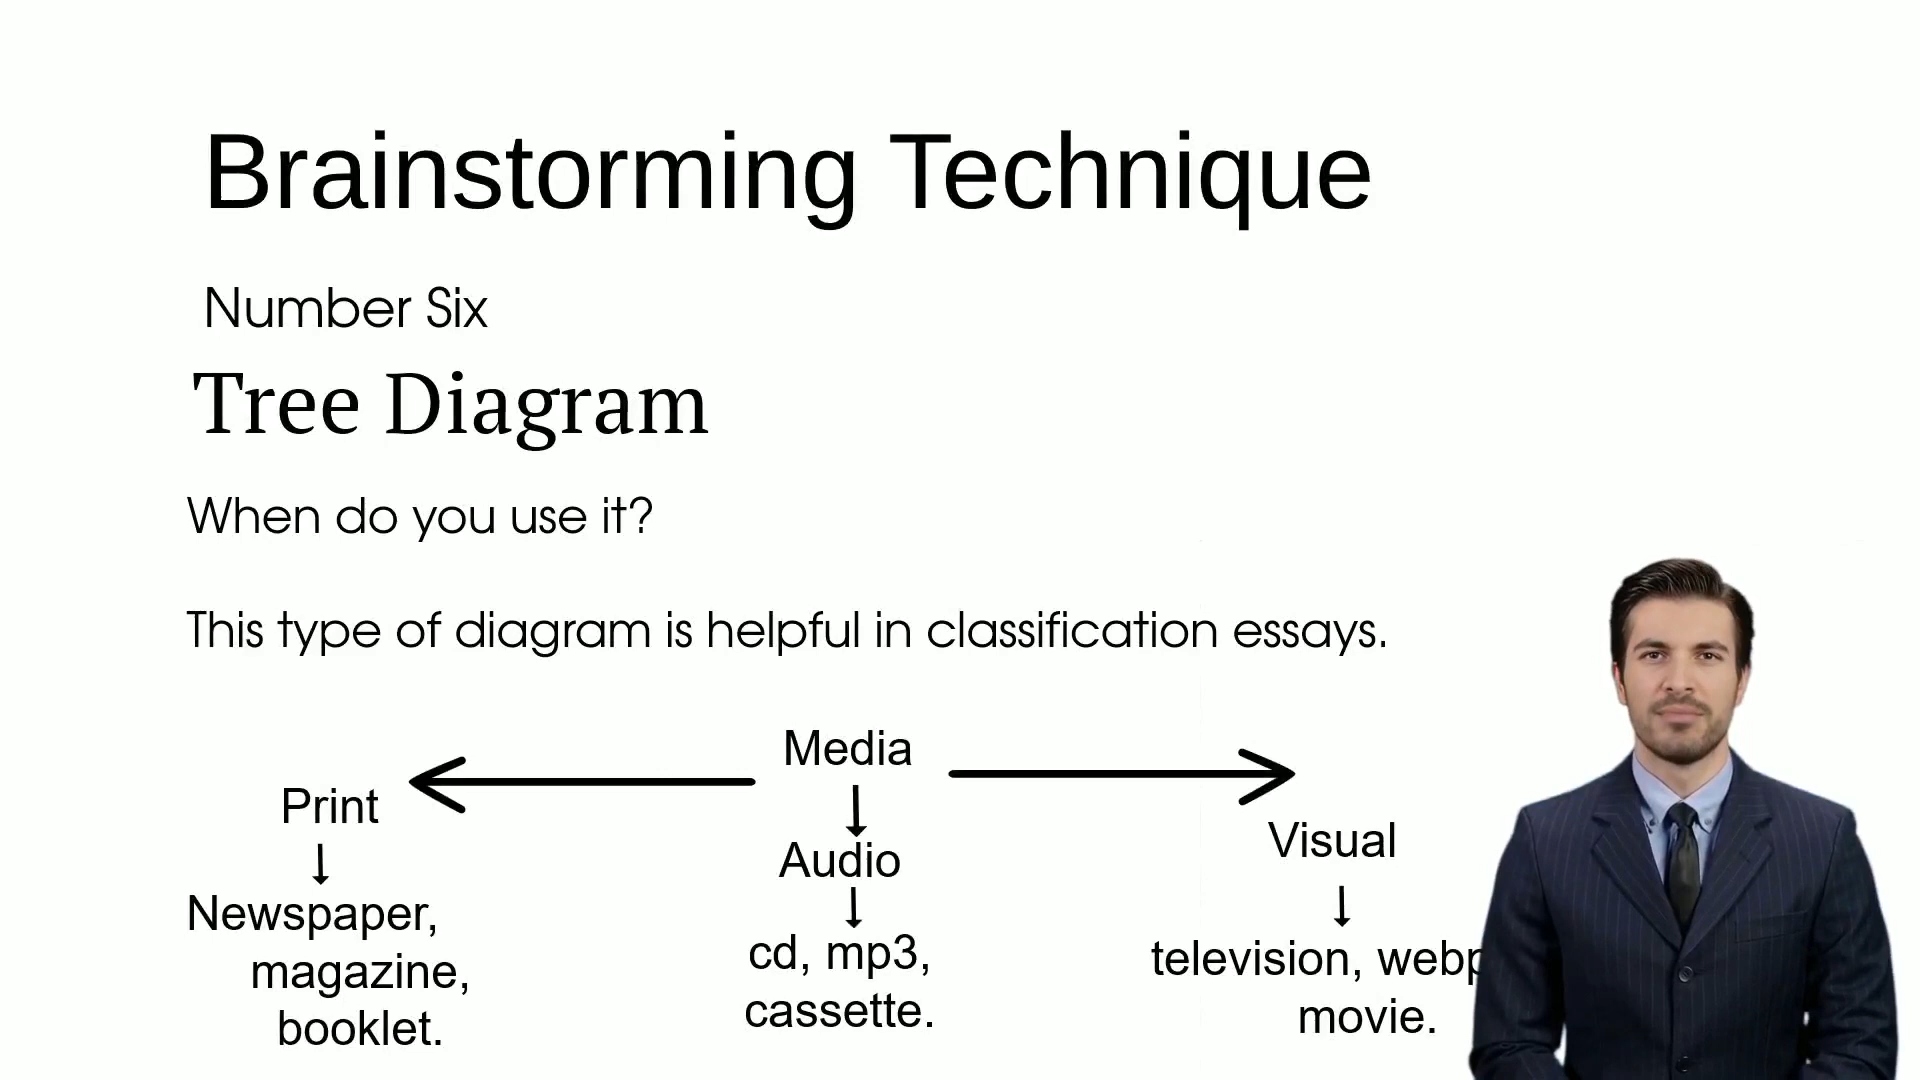 Brainstorming Technique
Number Six
Tree Diagram
When do you use it?
This type of diagram is helpful in classification essays.
Media
Print
Audio
Visual
Newspaper,
magazine,
booklet.
cd, mp3,
cassette.
television,
movie.